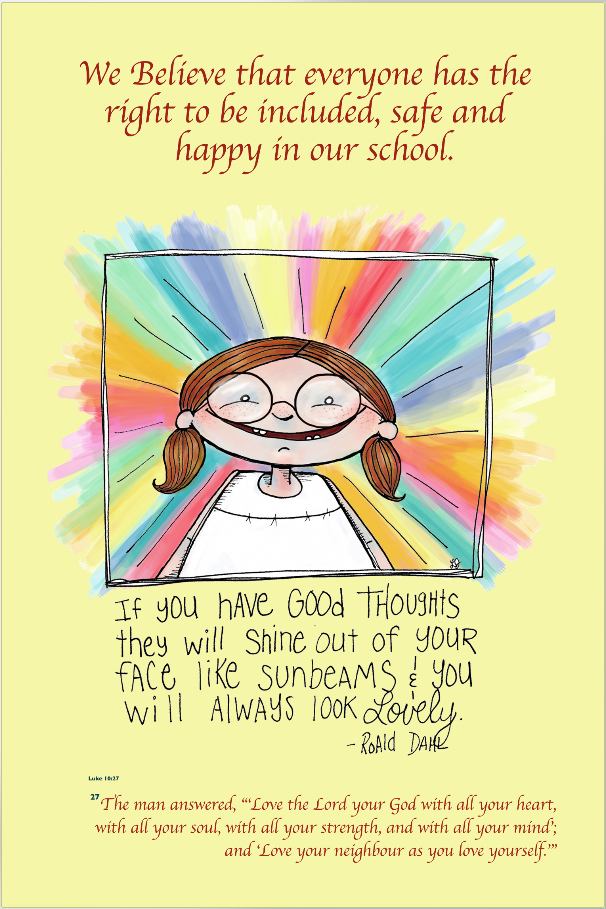 We Believe that everyone has the
right to be included, safe and
happy in our school.
If you hAve GOOd THOugHTs
they will SHine out of youR
fACe like sunbeAMs & you
will AlwAys look Lovely.
- RoAld DAHL
Luke 10:27
27 The man answered, “‘Love the Lord your God with all your heart,
with all your soul, with all your strength, and with all your mind’;
and ‘Love your neighbour as you love yourself.’”